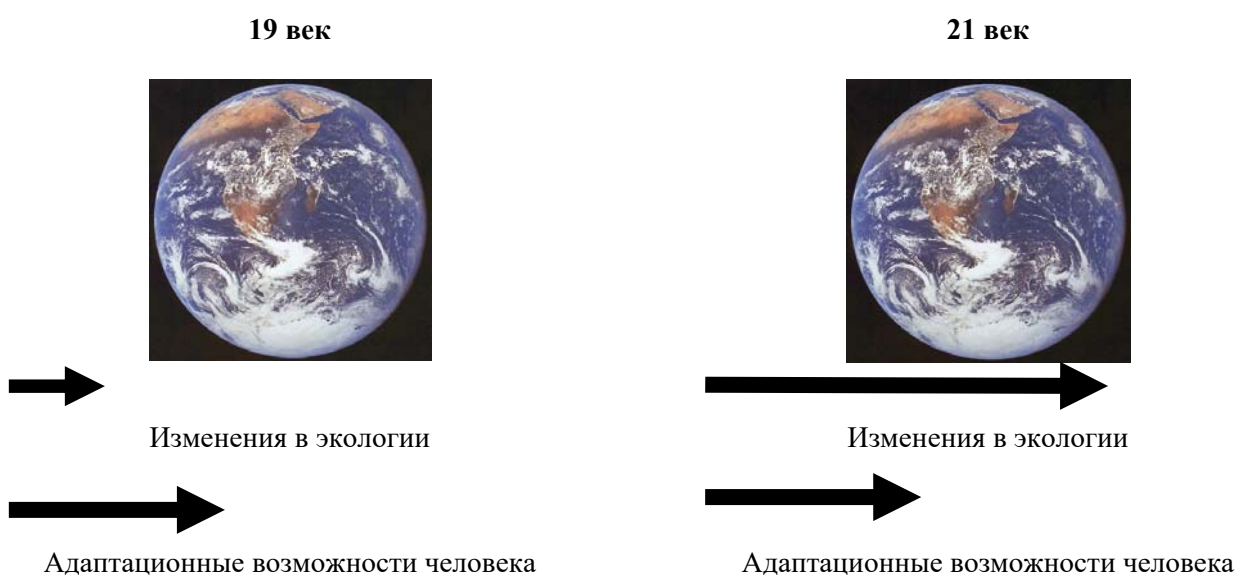 19 век
21 век
Изменения в экологии
Изменения в экологии
Адаптационные возможности человека
Адаптационные возможности человека